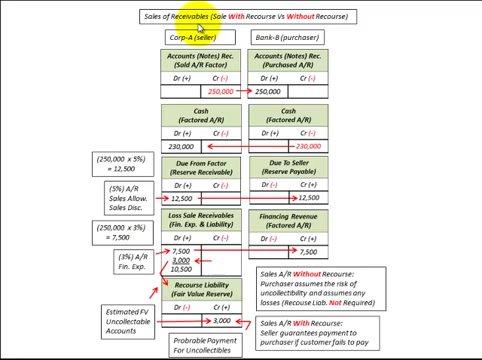 Sales of Receivables (Sale With Recourse Vs Without Recourse)
Corp-A (seller)
Bank-B (purchaser)
Accounts (Notes) Rec.
(Sold A/R Factor)
Dr (+) Cr (-)
250,000
Accounts (Notes) Rec.
(Purchased A/R)
Dr (+) Cr (-)
250,000
Cash
(Factored A/R)
Dr (+) Cr (-)
230,000
Cash
(Factored A/R)
Dr (+) Cr (-)
230,000
(250,000 x 5%)
= 12,500
(5%) A/R
Sales Allow.
Sales Disc.
Due From Factor
(Reserve Receivable)
Dr (+) Cr (-)
12,500
Due To Seller
(Reserve Payable)
Dr (-) Cr (+)
12,500
(250,000 x 3%)
= 7,500
(3%) A/R
Fin. Exp.
Loss Sale Receivables
(Fin. Exp. & Liability)
Dr (+) Cr (-)
7,500
3,000
10,500
Financing Revenue
(Factored A/R)
Dr (-) Cr (+)
7,500
Estimated FV
Uncollectable
Accounts
Recourse Liability
(Fair Value Reserve)
Dr (-) Cr (+)
3,000
Probable Payment
For Uncollectibles
Sales A/R Without Recourse:
Purchaser assumes the risk of
uncollectibility and assumes any
losses (Recouse Liab. Not Required)
Sales A/R With Recourse:
Seller guarantees payment to
purchaser if customer fails to pay